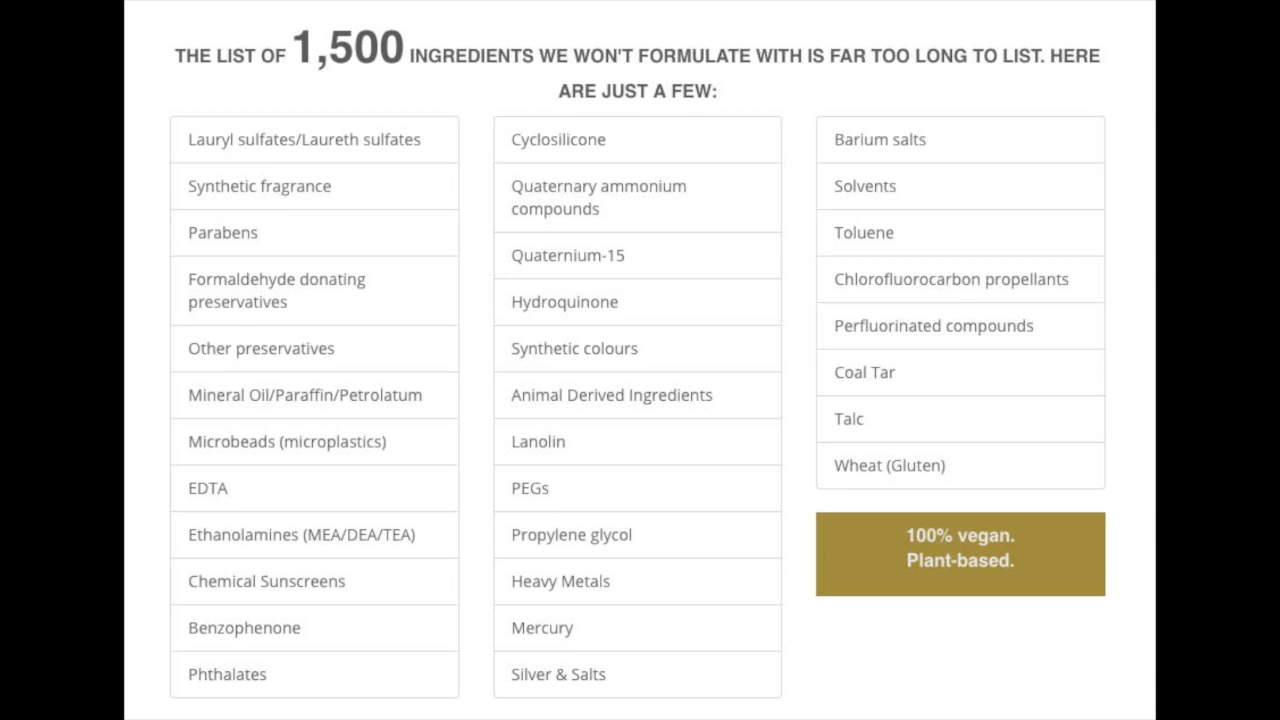 THE LIST OF 1,500 INGREDIENTS WE WON'T FORMULATE WITH IS FAR TOO LONG TO LIST. HERE
ARE JUST A FEW:
Lauryl sulfates/Laureth sulfates
Synthetic fragrance
Parabens
Formaldehyde donating
preservatives
Other preservatives
Mineral Oil/Paraffin/Petrolatum
Microbeads (microplastics)
EDTA
Ethanolamines (MEA/DEA/TEA)
Chemical Sunscreens
Benzophenone
Phthalates
Cyclosilicone
Quaternary ammonium
compounds
Quaternium-15
Hydroquinone
Synthetic colours
Animal Derived Ingredients
Lanolin
PEGs
Propylene glycol
Heavy Metals
Mercury
Silver & Salts
Barium salts
Solvents
Toluene
Chlorofluorocarbon propellants
Perfluorinated compounds
Coal Tar
Talc
Wheat (Gluten)
100% vegan.
Plant-based.